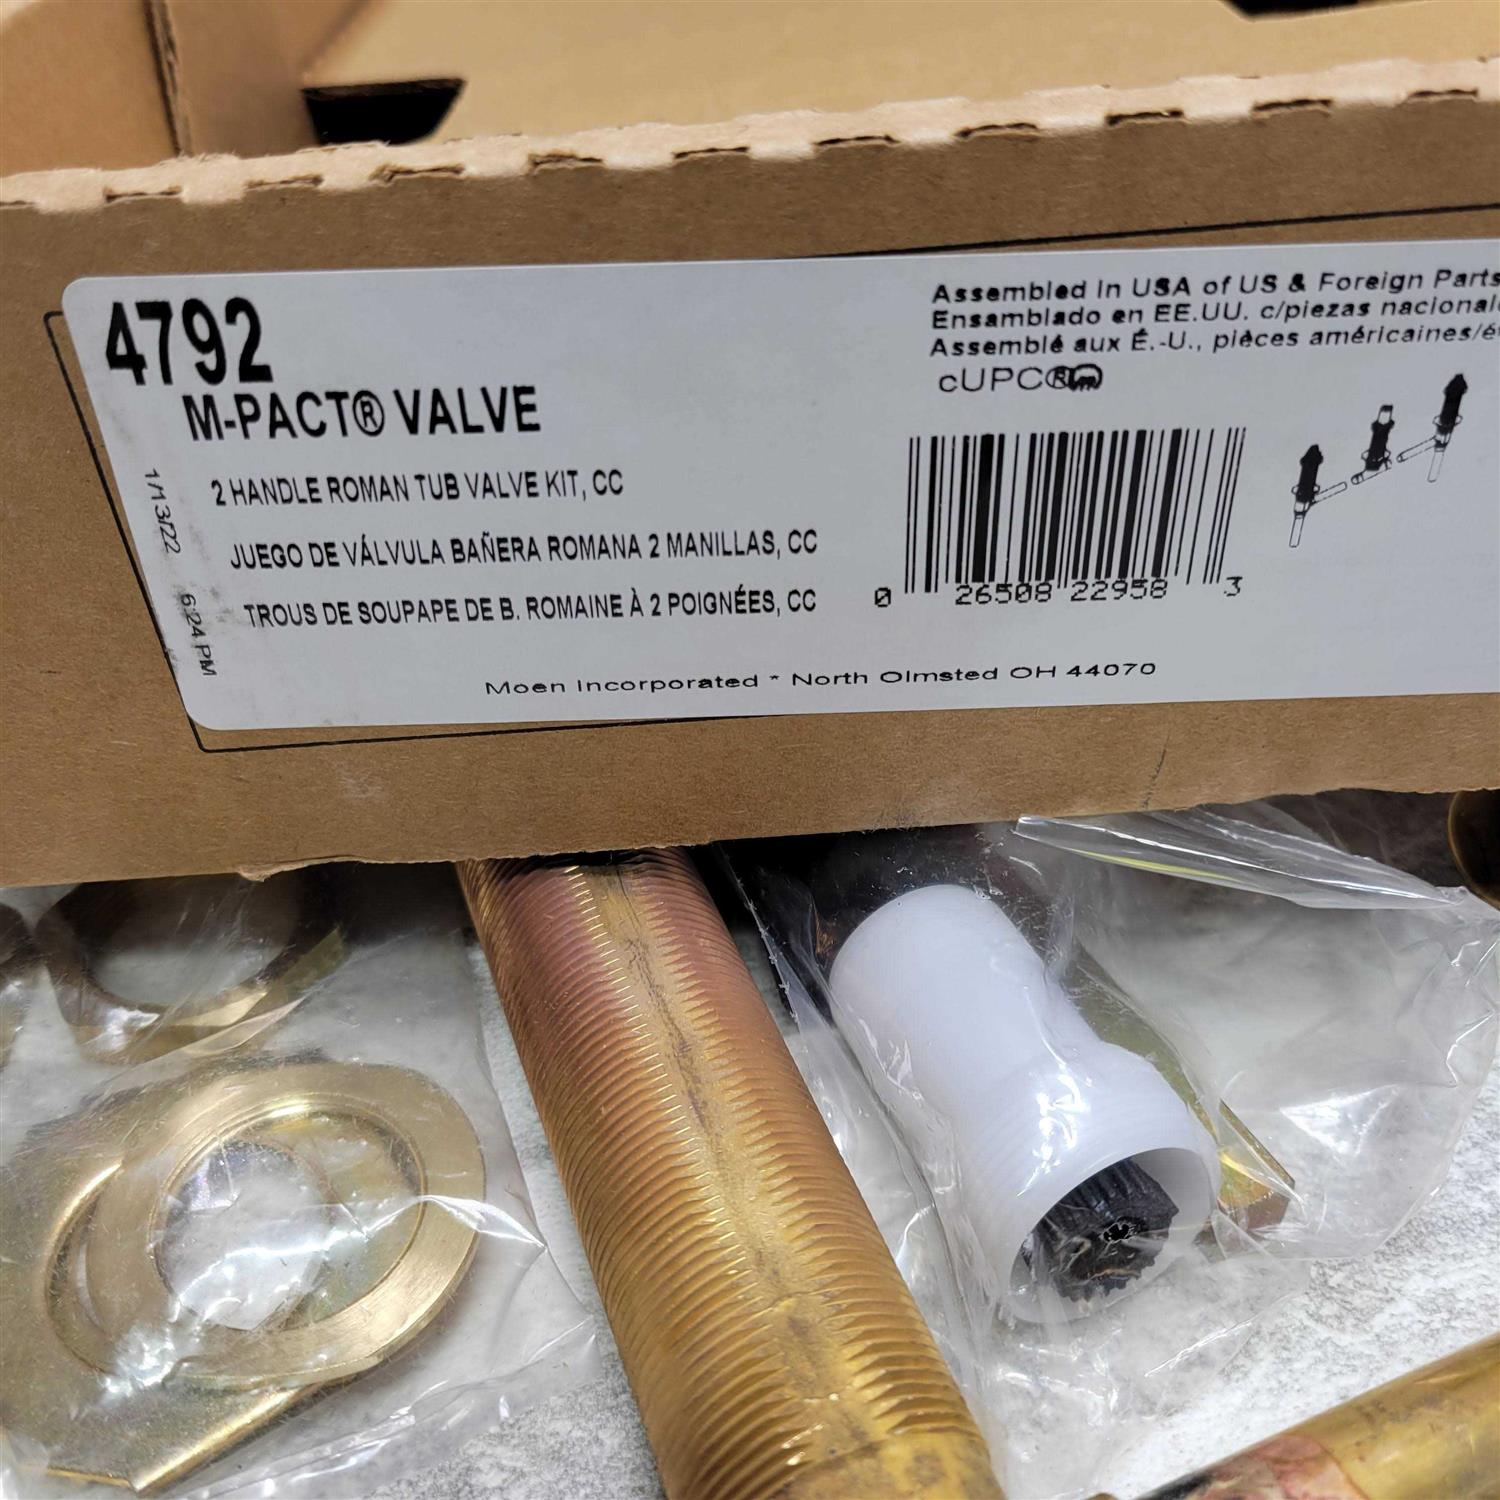 4792
M-PACT® VALVE
2 HANDLE ROMAN TUB VALVE KIT, CC
JUEGO DE VÁLVULA BAÑERA ROMANA 2 MANILLAS, CC
TROUS DE SOUPAPE DE B. ROMAINE À 2 POIGNÉES, CC
1/13/22 6:24 PM
Assembled in USA of US & Foreign Parts
Ensamblado en EE.UU. c/piezas nacional
Assemblé aux É.-U., pièces américaines/é
cUPC®
0 26508 22958 3
Moen Incorporated * North Olmsted OH 44070